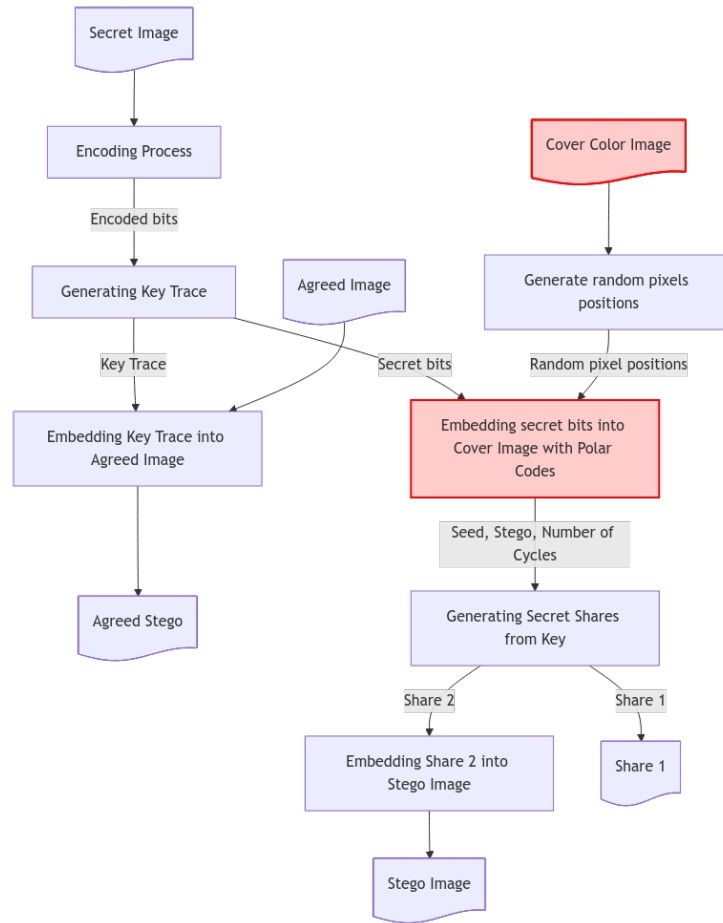 Secret Image
Encoding Process
Cover Color Image
Encoded bits
Generating Key Trace
Agreed Image
Generate random pixels
positions
Key Trace
Secret bits
Random pixel positions
Embedding Key Trace into
Agreed Image
Embedding secret bits into
Cover Image with Polar
Codes
Seed, Stego, Number of
Cycles
Agreed Stego
Generating Secret Shares
from Key
Share 2
Share 1
Embedding Share 2 into
Stego Image
Share 1
Stego Image